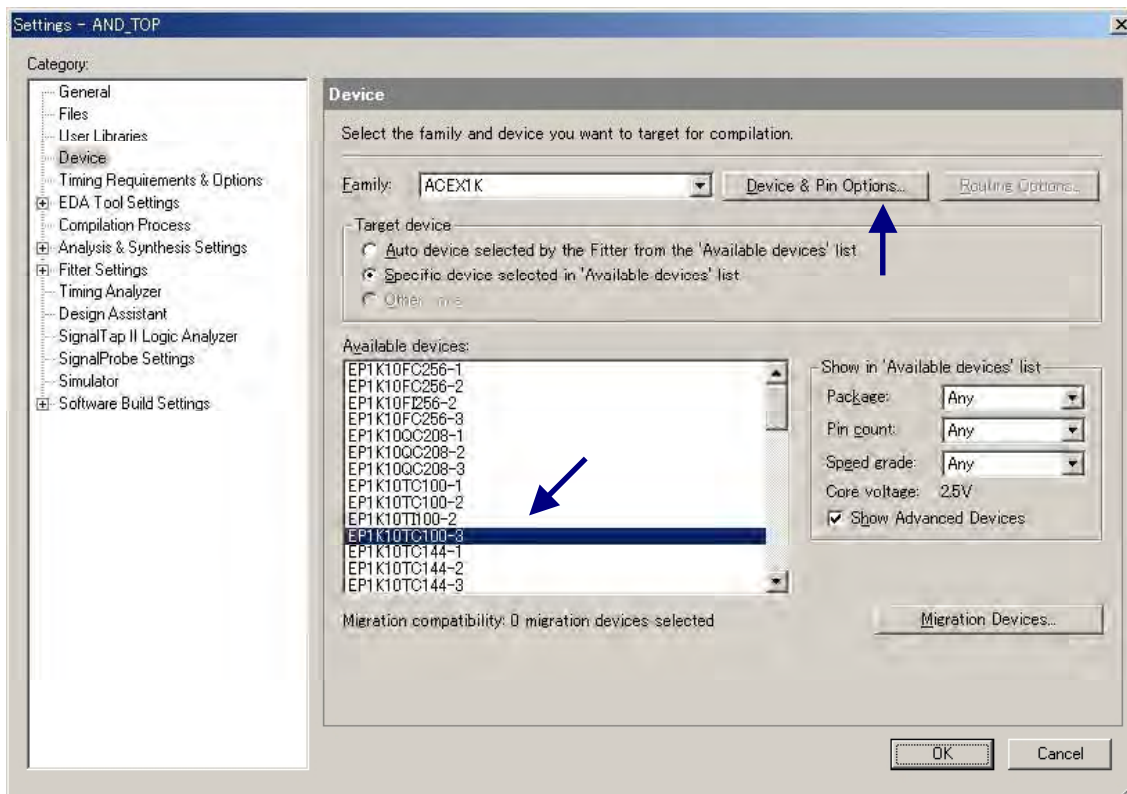 Settings - AND_TOP
Category:
General
Files
User Libraries
Device
Timing Requirements & Options
EDA Tool Settings
Compilation Process
Analysis & Synthesis Settings
Fitter Settings
Timing Analyzer
Design Assistant
SignalTap II Logic Analyzer
SignalProbe Settings
Simulator
Software Build Settings
Device
Select the family and device you want to target for compilation.
Family: ACEX1K Device & Pin Options... Routing Options...
Target device
Auto device selected by the Fitter from the 'Available devices' list
Specific device selected in 'Available devices' list
Other:
Available devices:
EP1K10FC256-1
EP1K10FC256-2
EP1K10FI256-2
EP1K10FC256-3
EP1K10QC208-1
EP1K10QC208-2
EP1K10QC208-3
EP1K10TC100-1
EP1K10TC100-2
EP1K10TI100-2
EP1K10TC100-3
EP1K10TC144-1
EP1K10TC144-2
EP1K10TC144-3
Show in 'Available devices' list
Package: Any
Pin count: Any
Speed grade: Any
Core voltage: 2.5V
Show Advanced Devices
Migration compatibility: 0 migration devices selected
Migration Devices...
OK Cancel